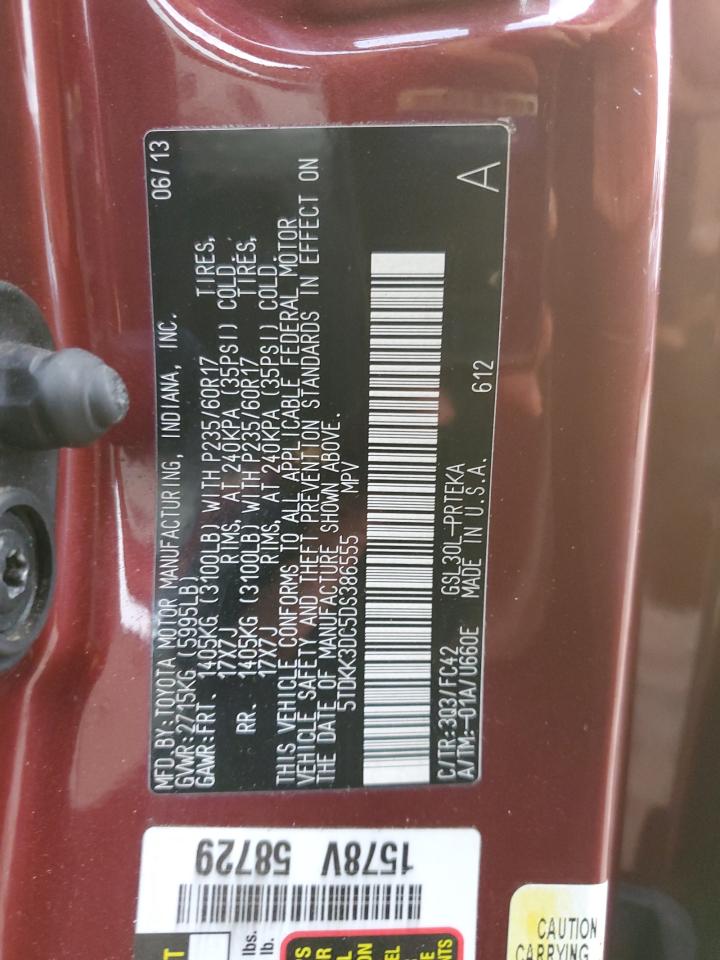 MFD.BY:TOYOTA MOTOR MANUFACTURING, INDIANA, INC. 06/13
GVWR:2715KG (5995LB)
GAWR:FRT. 1405KG (3100LB) WITH P235/60R17 TIRES,
17X7J RIMS, AT 240KPA (35PSI) COLD.
RR. 1405KG (3100LB) WITH P235/60R17 TIRES,
17X7J RIMS, AT 240KPA (35PSI) COLD.
THIS VEHICLE CONFORMS TO ALL APPLICABLE FEDERAL MOTOR
VEHICLE SAFETY AND THEFT PREVENTION STANDARDS IN EFFECT ON
THE DATE OF MANUFACTURE SHOWN ABOVE.
5TDKK3DC5DS386555 MPV
C/TR:3Q3/FC42 GSL30L-PRTEKA 612
A/TM:-01A/U660E MADE IN U.S.A. A
1578V
58729
lbs.
lb.
CAUTION
CARRYING